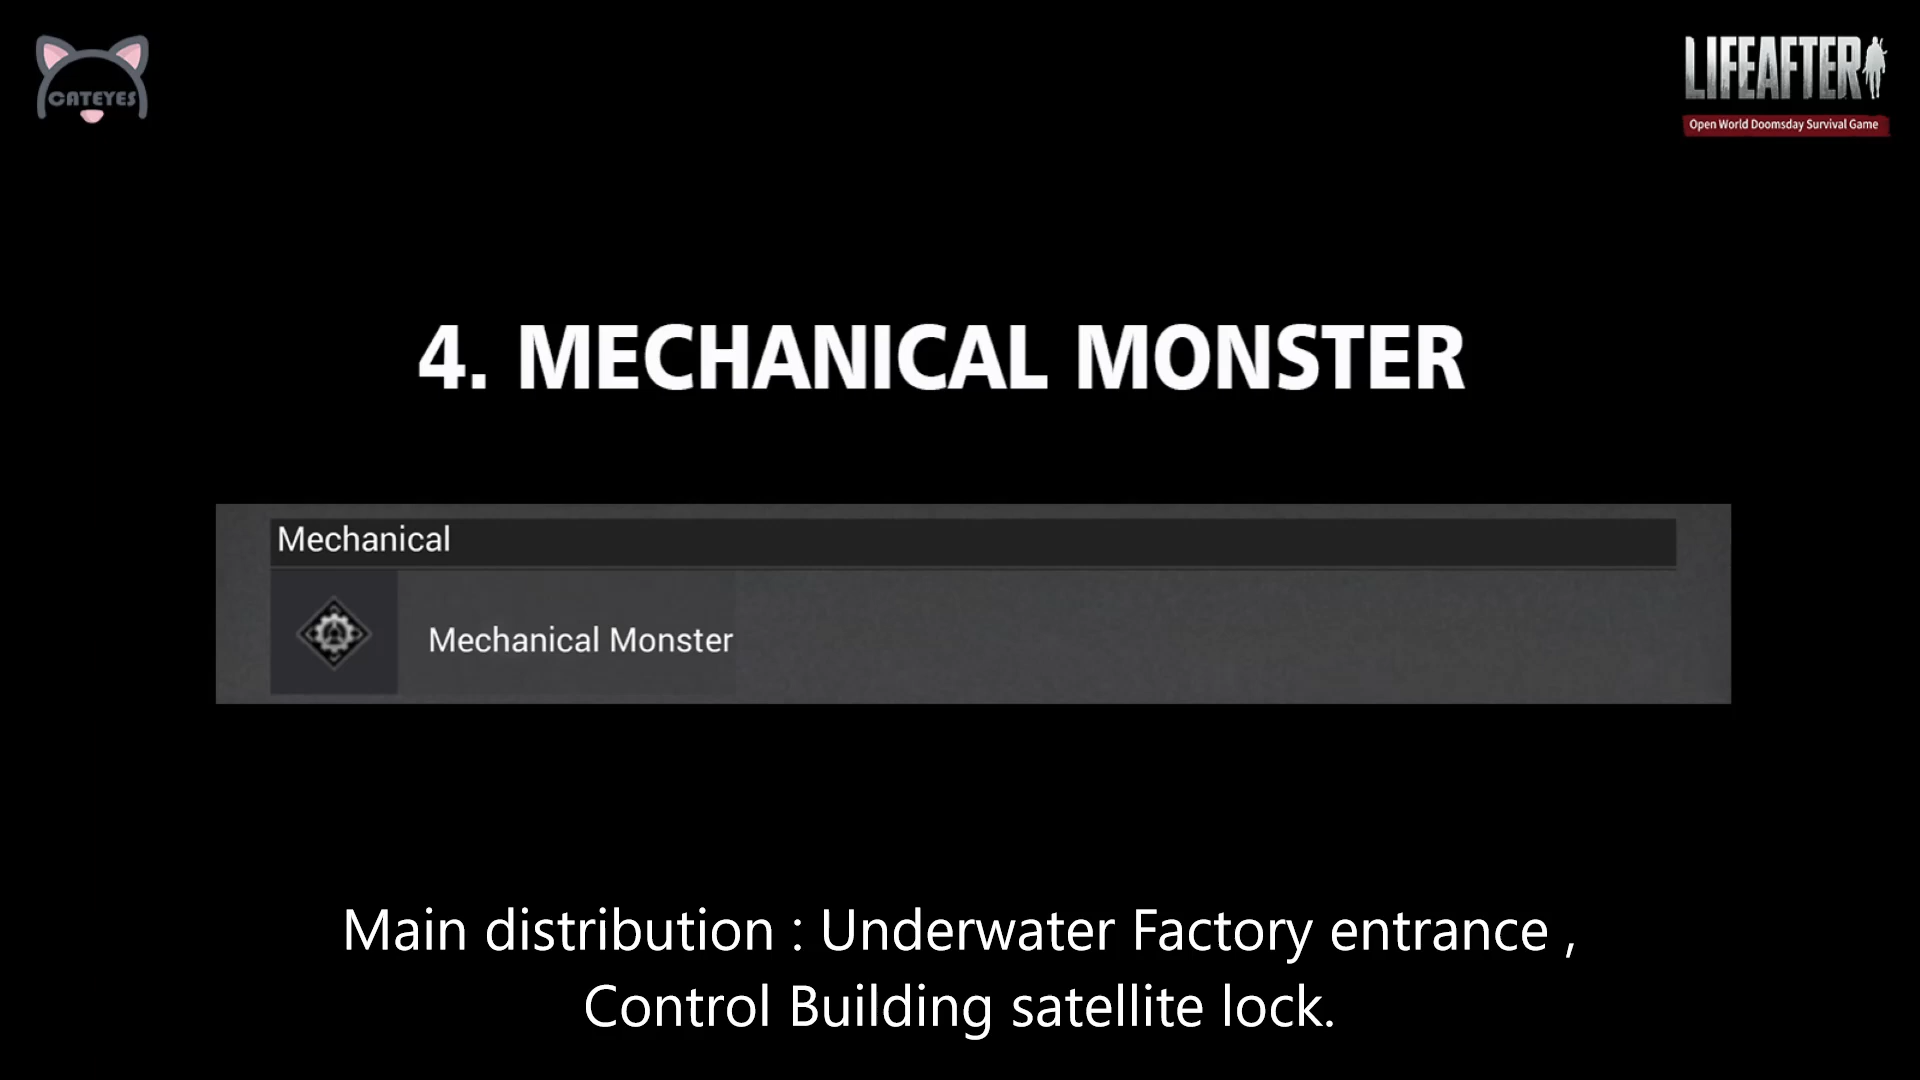 CATEYES
LIFEAFTER
Open World Doomsday Survival Game
4. MECHANICAL MONSTER
Mechanical
Mechanical Monster
Main distribution : Underwater Factory entrance ,
Control Building satellite lock.